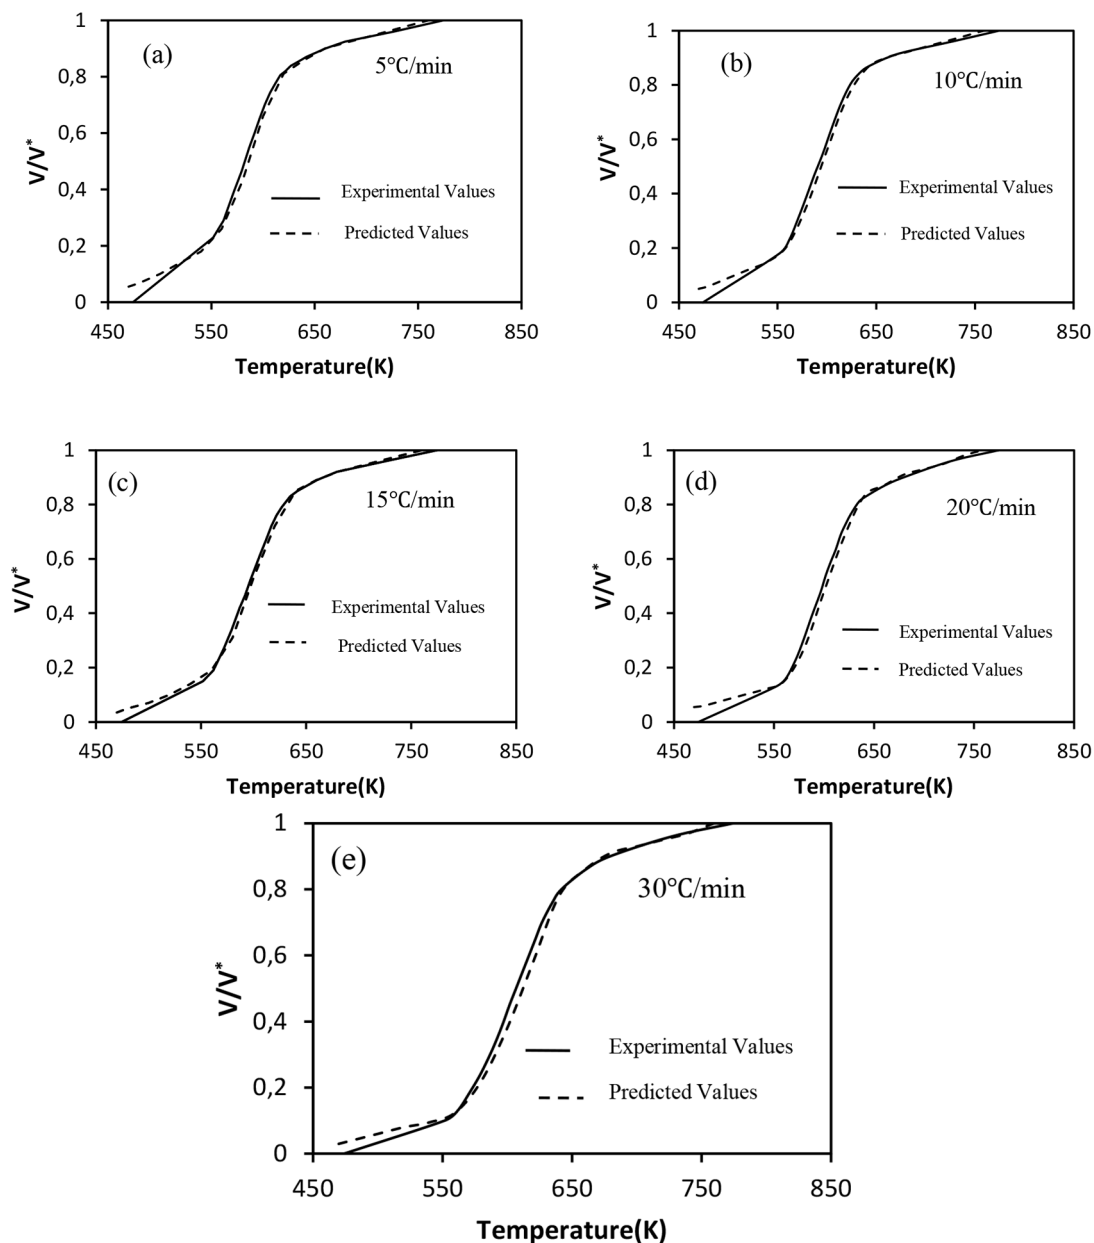 (a)
5°C/min
1
0,8
0,6
0,4
0,2
0
V/V*
Experimental Values
Predicted Values
450 550 650 750 850
Temperature(K)
(b)
10°C/min
1
0,8
0,6
0,4
0,2
0
V/V*
Experimental Values
Predicted Values
450 550 650 750 850
Temperature(K)
(c)
15°C/min
1
0,8
0,6
0,4
0,2
0
V/V*
Experimental Values
Predicted Values
450 550 650 750 850
Temperature(K)
(d)
20°C/min
1
0,8
0,6
0,4
0,2
0
V/V*
Experimental Values
Predicted Values
450 550 650 750 850
Temperature(K)
(e)
30°C/min
1
0,8
0,6
0,4
0,2
0
V/V*
Experimental Values
Predicted Values
450 550 650 750 850
Temperature(K)